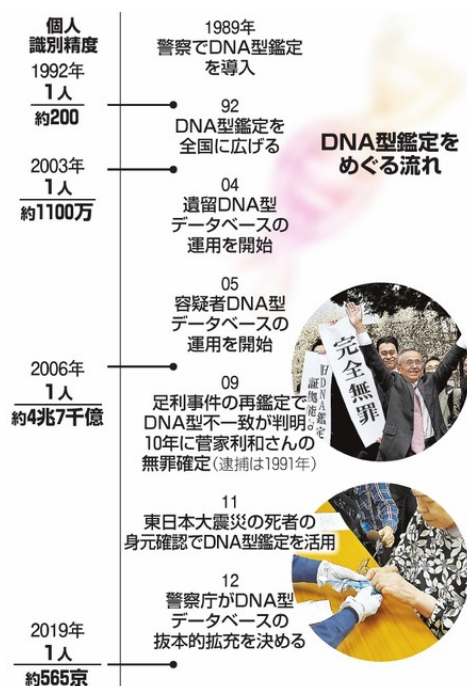 個人
識別精度
1992年
1人
約200
2003年
1人
約1100万
2006年
1人
約4兆7千億
2019年
1人
約565京
1989年
警察でDNA型鑑定
を導入
92
DNA型鑑定を
全国に広げる
04
遺留DNA型
データベースの
運用を開始
05
容疑者DNA型
データベースの
運用を開始
09
足利事件の再鑑定で
DNA型不一致が判明
10年に菅家利和さんの
無罪確定(逮捕は1991年)
11
東日本大震災の死者の
身元確認でDNA型鑑定を活用
12
警察庁がDNA型
データベースの
抜本的拡充を決める
DNA型鑑定を
めぐる流れ
完全無罪
DNA鑑定
証拠能